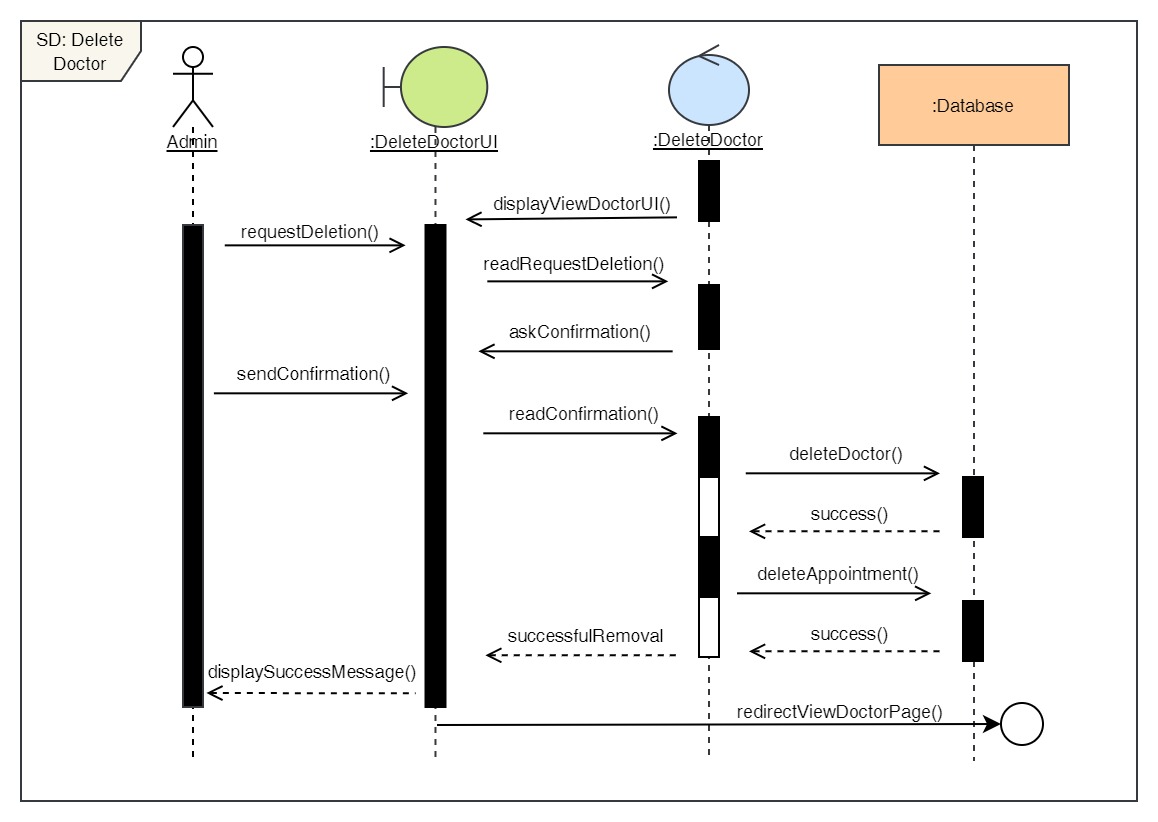 SD: Delete
Doctor
Admin
:DeleteDoctorUI
:DeleteDoctor
:Database
displayViewDoctorUI()
requestDeletion()
readRequestDeletion()
askConfirmation()
sendConfirmation()
readConfirmation()
deleteDoctor()
success()
deleteAppointment()
successfulRemoval
success()
displaySuccessMessage()
redirectViewDoctorPage()